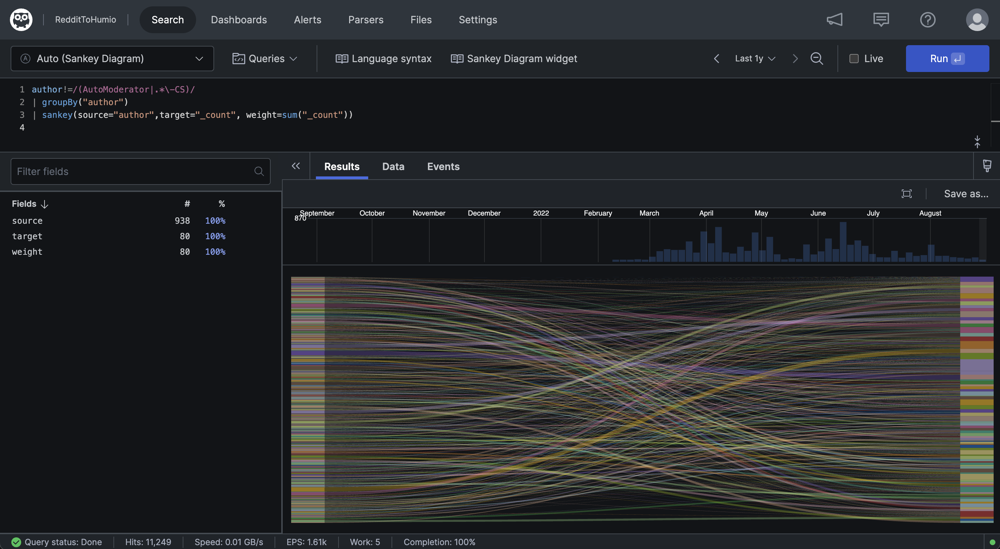 RedditToHumio
Search
Dashboards
Alerts
Parsers
Files
Settings
A
Auto (Sankey Diagram)
Queries
Language syntax
Sankey Diagram widget
Last 1y
Live
Run
1 author!=/(AutoModerator|.*\-CS)/
2 | groupBy("author")
3 | sankey(source="author",target="_count", weight=sum("_count"))
4
Filter fields
Results
Data
Events
Save as...
Fields # %
source 938 100%
target 80 100%
weight 80 100%
September October November December 2022 February March April May June July August
870
Query status: Done
Hits: 11,249
Speed: 0.01 GB/s
EPS: 1.61k
Work: 5
Completion: 100%